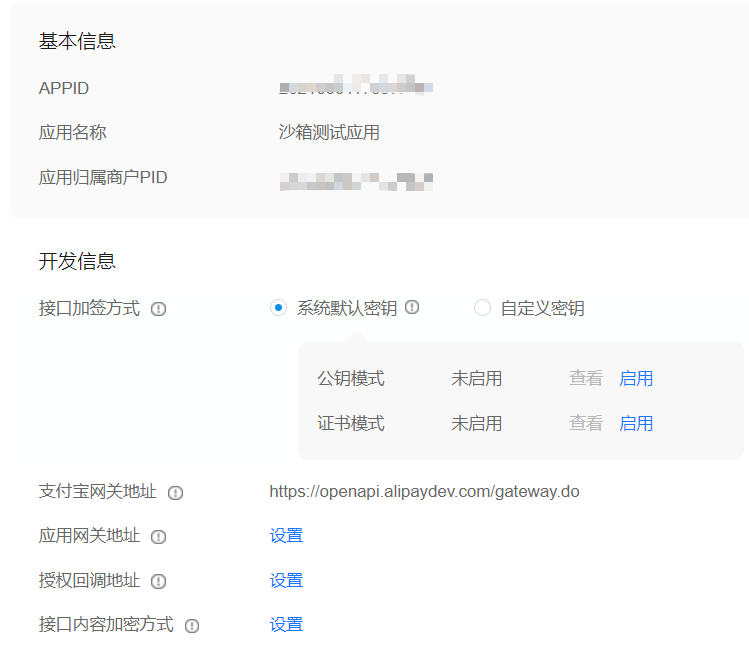 基本信息
APPID
应用名称 沙箱测试应用
应用归属商户PID
开发信息
接口加签方式 系统默认密钥 自定义密钥
公钥模式 未启用 查看 启用
证书模式 未启用 查看 启用
支付宝网关地址 https://openapi.alipaydev.com/gateway.do
应用网关地址 设置
授权回调地址 设置
接口内容加密方式 设置